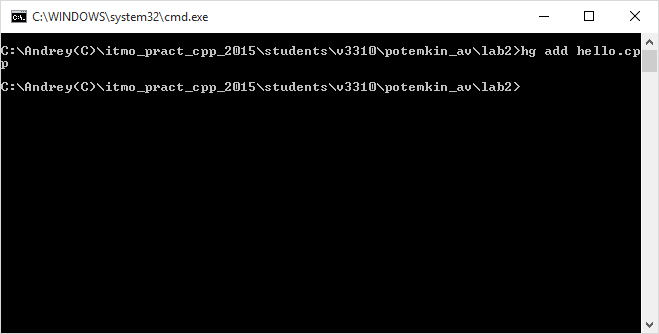 C:\WINDOWS\system32\cmd.exe
C:\Andrey(C)\itmo_pract_cpp_2015\students\v3310\potemkin_av\lab2>hg add hello.cp
p
C:\Andrey(C)\itmo_pract_cpp_2015\students\v3310\potemkin_av\lab2>